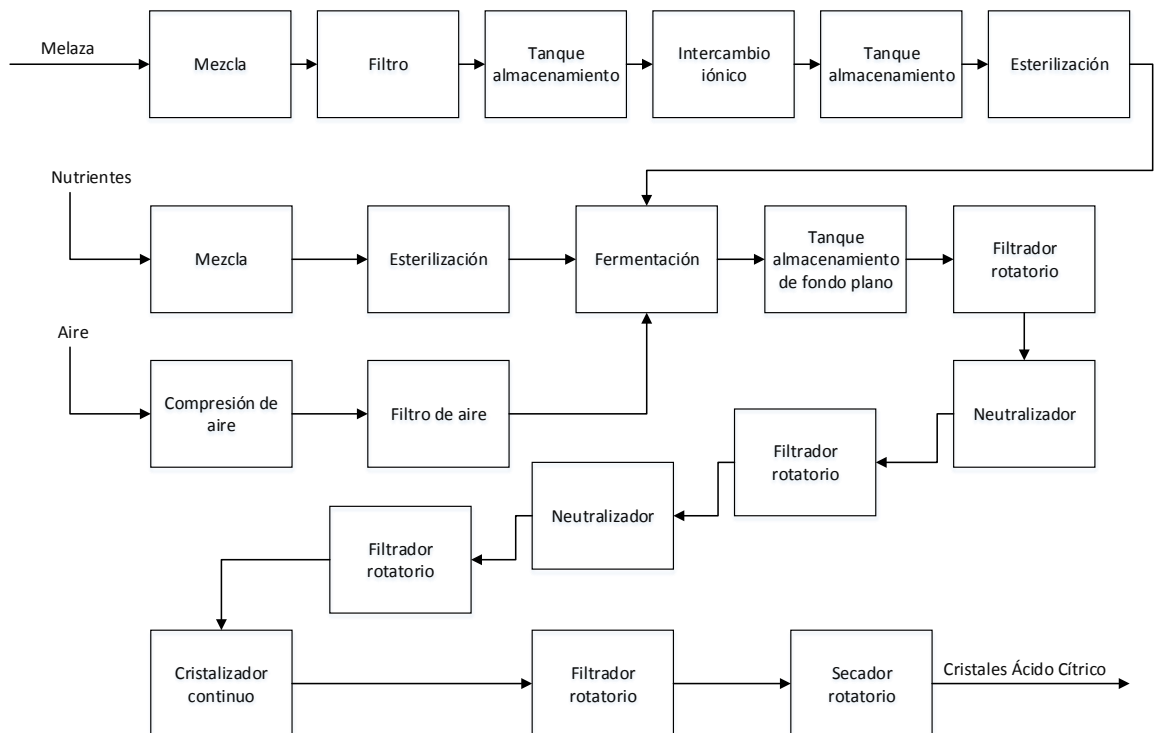 Melaza
Mezcla
Filtro
Tanque
almacenamiento
Intercambio
iónico
Tanque
almacenamiento
Esterilización
Nutrientes
Mezcla
Esterilización
Fermentación
Tanque
almacenamiento
de fondo plano
Filtrador
rotatorio
Aire
Compresión de
aire
Filtro de aire
Neutralizador
Filtrador
rotatorio
Neutralizador
Filtrador
rotatorio
Cristalizador
continuo
Filtrador
rotatorio
Secador
rotatorio
Cristales Ácido Cítrico